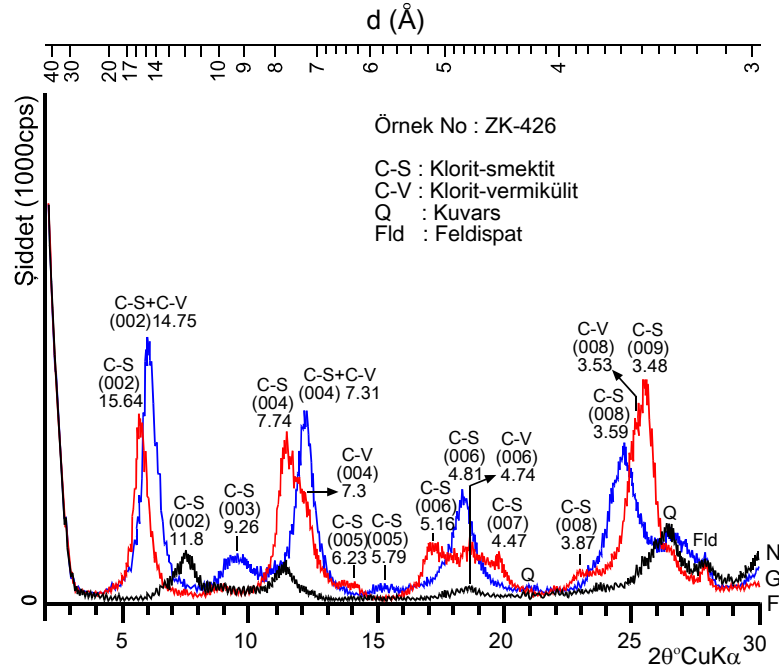 d (Å)
40 30 20 17 14 10 9 8 7 6 5 4 3
Şiddet (1000cps)
0
Örnek No : ZK-426
C-S : Klorit-smektit
C-V : Klorit-vermikülit
Q : Kuvars
Fld : Feldispat
C-S+C-V
(002)14.75
C-S
(002)
15.64
C-S
(002)
11.8
C-S
(003)
9.26
C-S
(004)
7.74
C-S+C-V
(004) 7.31
C-V
(004)
7.3
C-S
(005)
6.23
C-S
(005)
5.79
C-S
(006)
5.16
C-S
(006)
4.81
C-V
(006)
4.74
C-S
(007)
4.47
Q
C-S
(008)
3.87
C-V
(008)
3.53
C-S
(008)
3.59
C-S
(009)
3.48
Q
Fld
N
G
F
5 10 15 20 25 30
2θºCuKα